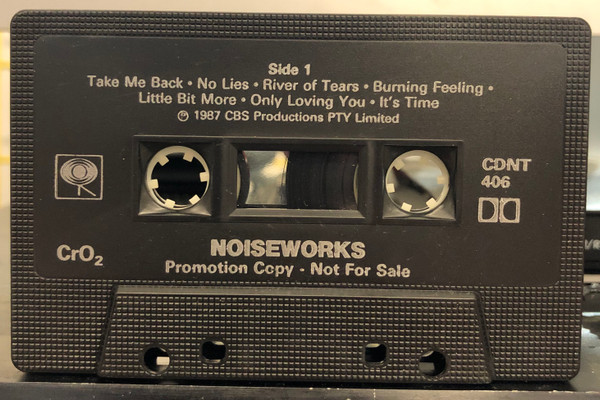 Side 1
Take Me Back • No Lies • River of Tears • Burning Feeling •
Little Bit More • Only Loving You • It's Time
℗ 1987 CBS Productions PTY Limited
CDNT
406
CrO₂
NOISEWORKS
Promotion Copy - Not For Sale